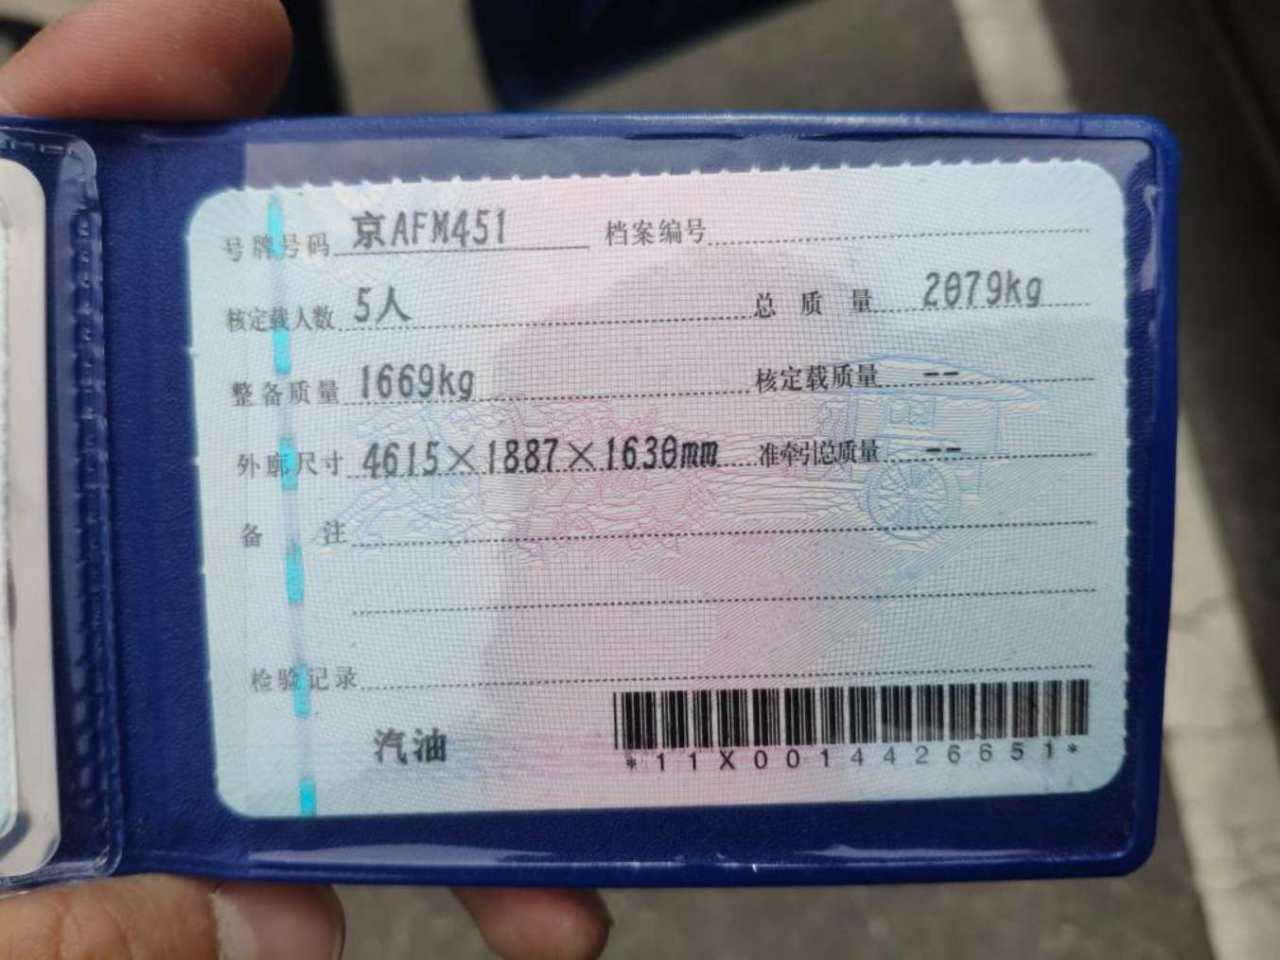 号牌号码 京AFM451 档案编号
核定载人数 5人 总质量 2079kg
整备质量 1669kg 核定载质量 --
外廓尺寸 4615×1887×1630mm 准牵引总质量 --
备注
检验记录
汽油
*11X0014426651*